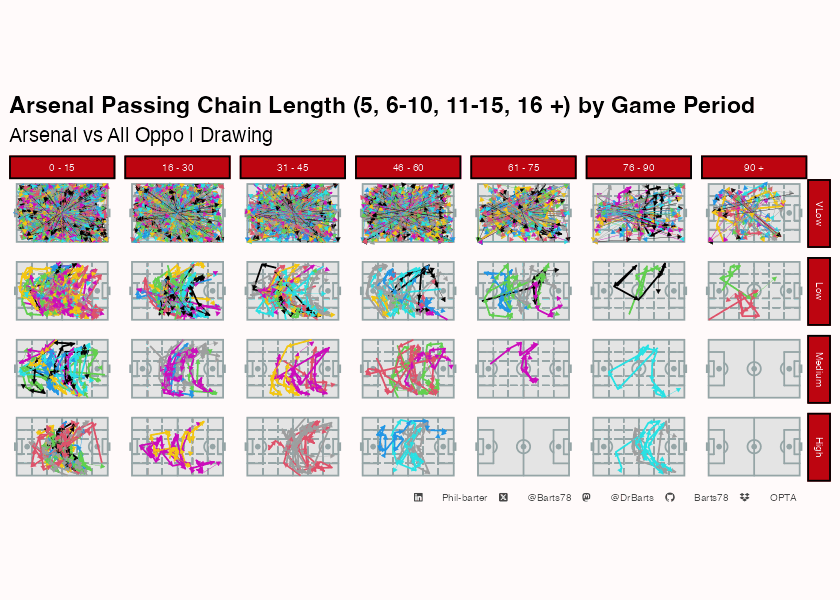 Arsenal Passing Chain Length (5, 6-10, 11-15, 16 +) by Game Period
Arsenal vs All Oppo | Drawing
0 - 15
16 - 30
31 - 45
46 - 60
61 - 75
76 - 90
90 +
VLow
Low
Medium
High
Phil-barter @Barts78 @DrBarts Barts78 OPTA